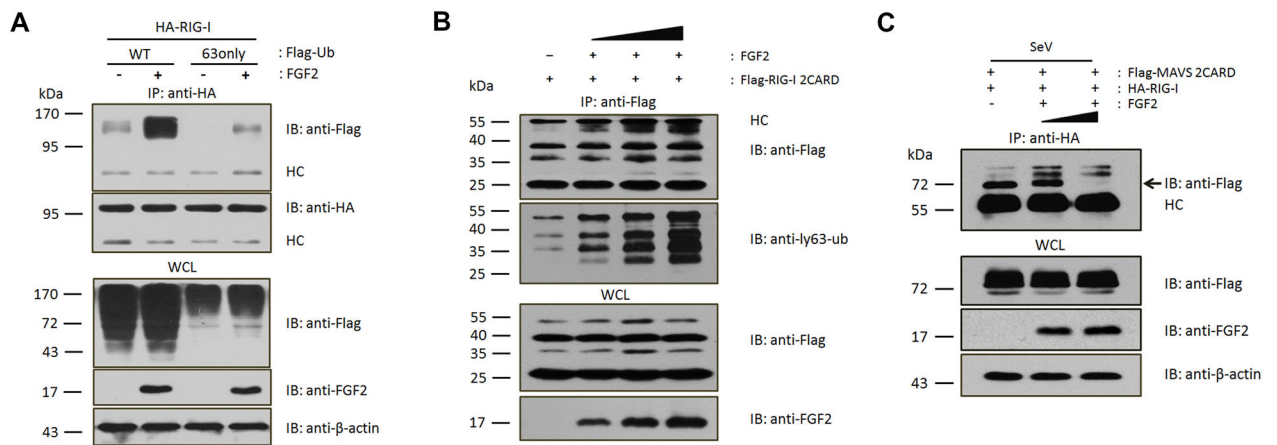 A
HA-RIG-I
WT 63only : Flag-Ub
- + - + : FGF2
kDa IP: anti-HA
170
95
IB: anti-Flag
HC
95
IB: anti-HA
HC
WCL
170
72
43
IB: anti-Flag
17
IB: anti-FGF2
43
IB: anti-β-actin
B
– + + + : FGF2
+ + + + : Flag-RIG-I 2CARD
kDa IP: anti-Flag
55
40
35
25
HC
IB: anti-Flag
55
40
35
25
IB: anti-ly63-ub
WCL
55
40
35
25
IB: anti-Flag
17
IB: anti-FGF2
C
SeV
+ + + : Flag-MAVS 2CARD
+ + + : HA-RIG-I
- + + : FGF2
kDa IP: anti-HA
72
55
IB: anti-Flag
HC
WCL
72
IB: anti-Flag
17
IB: anti-FGF2
43
IB: anti-β-actin